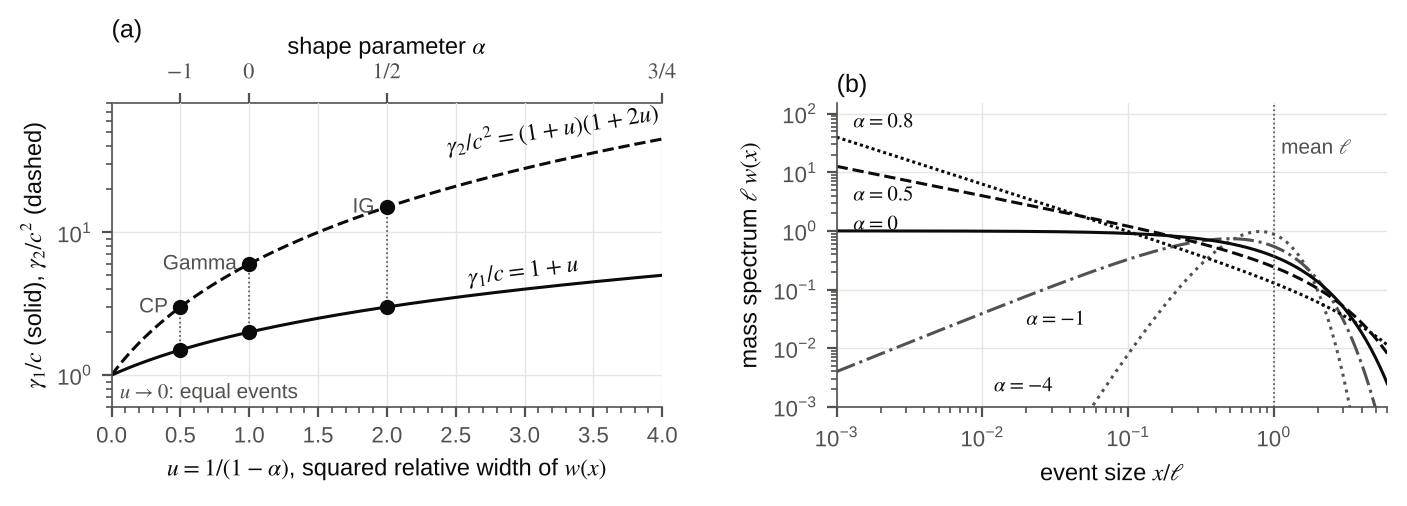 (a)
shape parameter α
−1 0 1/2 3/4
γ₂/c² = (1 + u)(1 + 2u)
IG
10¹
Gamma
γ₁/c = 1 + u
CP
10⁰
u → 0: equal events
γ₁/c (solid), γ₂/c² (dashed)
0.0 0.5 1.0 1.5 2.0 2.5 3.0 3.5 4.0
u = 1/(1 − α), squared relative width of w(x)
(b)
10²
α = 0.8
mean ℓ
10¹
α = 0.5
α = 0
10⁰
10⁻¹
α = −1
10⁻²
α = −4
10⁻³
mass spectrum ℓ w(x)
10⁻³ 10⁻² 10⁻¹ 10⁰
event size x/ℓ